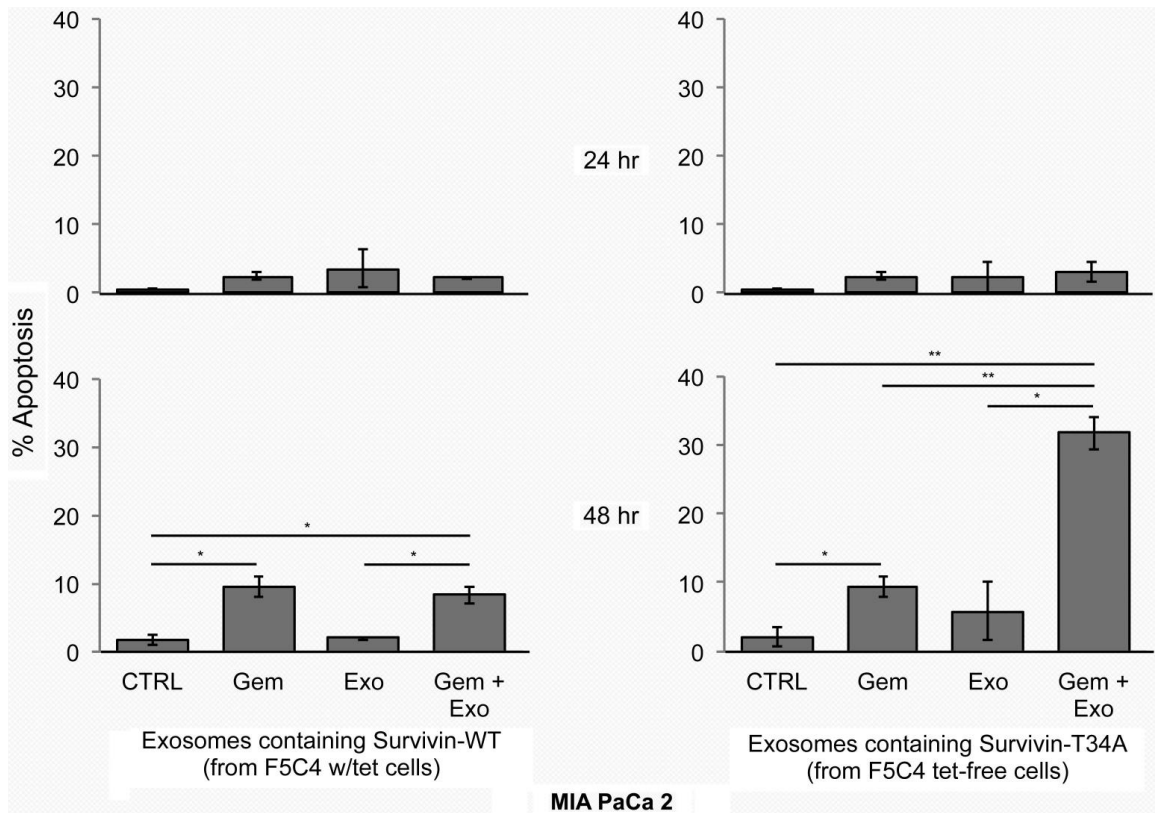 40
30
20
10
0
40
30
20
10
0
24 hr
% Apoptosis
40
30
20
10
0
*
*
*
CTRL Gem Exo Gem +
Exo
Exosomes containing Survivin-WT
(from F5C4 w/tet cells)
48 hr
40
30
20
10
0
**
**
*
*
CTRL Gem Exo Gem +
Exo
Exosomes containing Survivin-T34A
(from F5C4 tet-free cells)
MIA PaCa 2